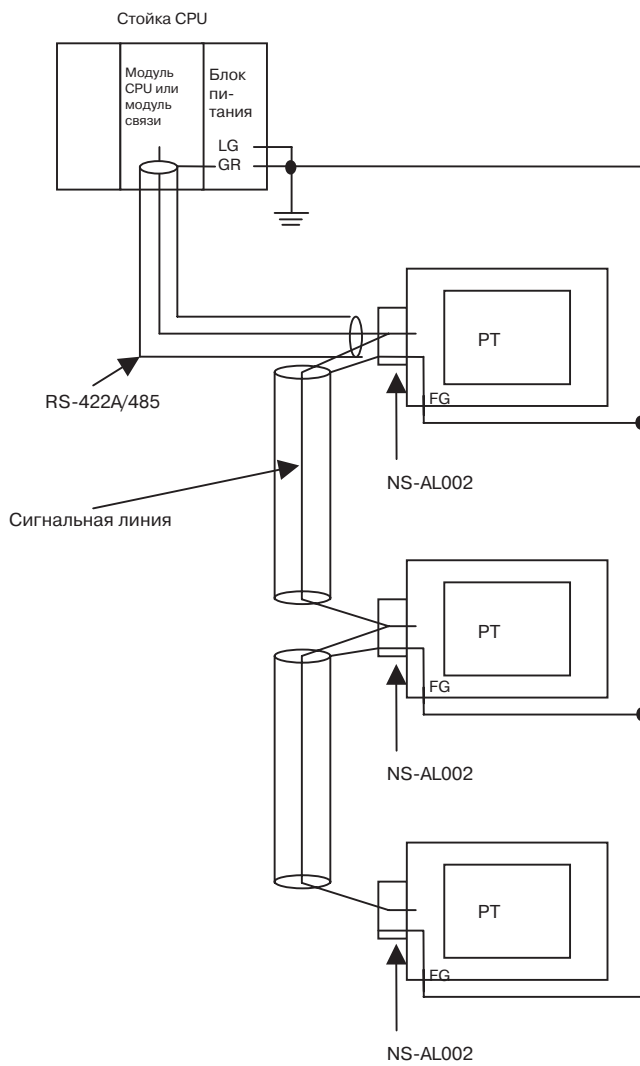 Стойка CPU
Модуль
CPU или
модуль
связи
Блок
пи-
тания
LG
GR
PT
FG
RS-422A/485
NS-AL002
Сигнальная линия
PT
FG
NS-AL002
PT
FG
NS-AL002